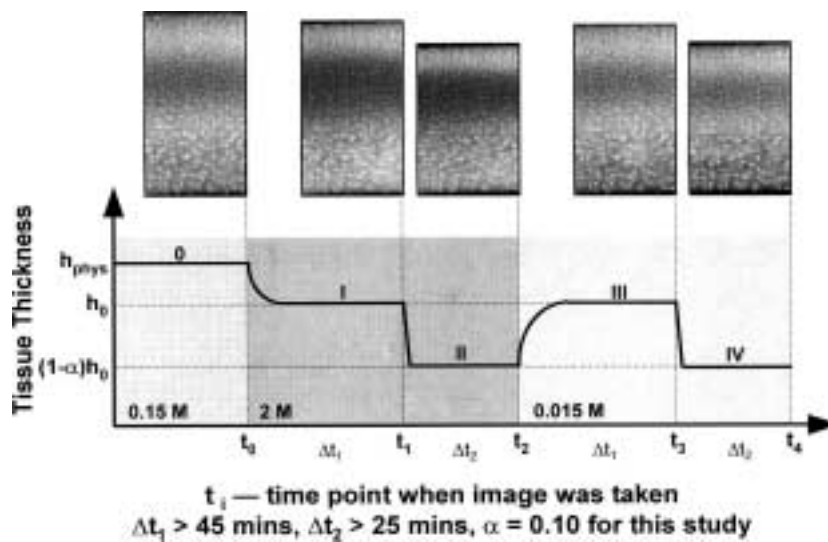 Tissue Thickness
h_phys
h_0
(1-α)h_0
0
I
II
III
IV
0.15 M
2 M
0.015 M
t_0
Δt_1
t_1
Δt_2
t_2
Δt_1
t_3
Δt_2
t_4
t_i — time point when image was taken
Δt_1 > 45 mins, Δt_2 > 25 mins, α = 0.10 for this study